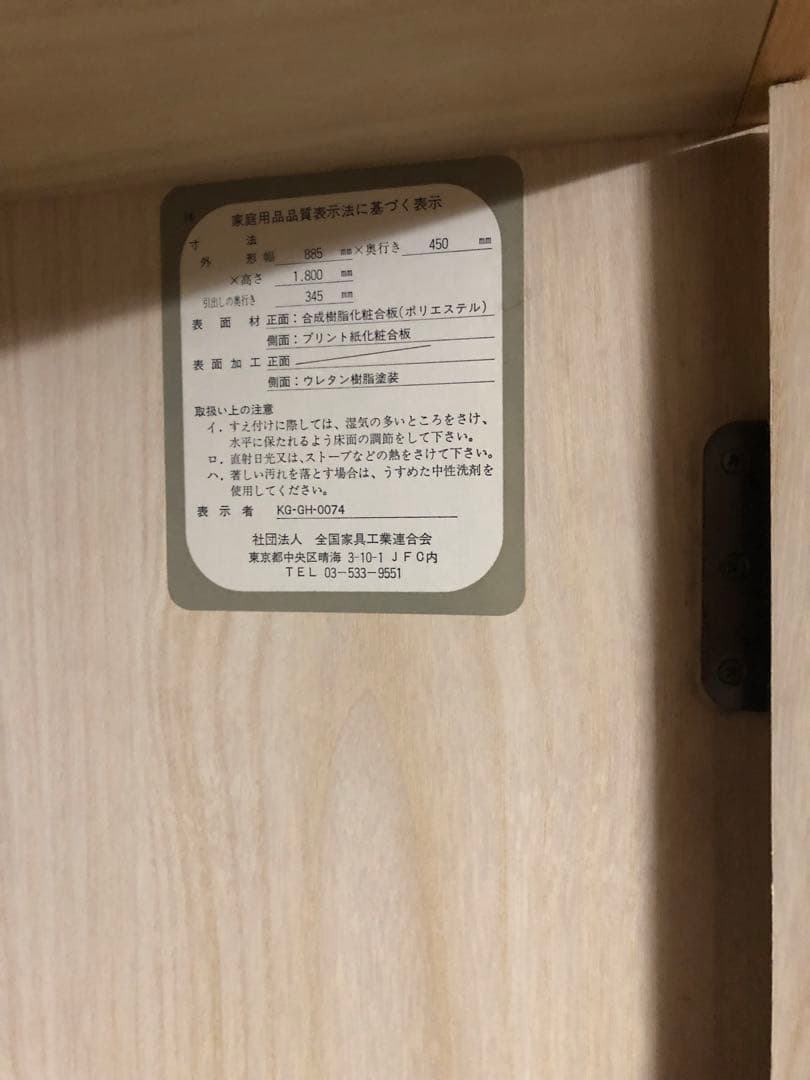 家庭用品品質表示法に基づく表示
寸 法
外 形 幅 885 mm×奥行き 450 mm
×高さ 1.800 mm
引出しの奥行き 345 mm
表 面 材 正面：合成樹脂化粧合板(ポリエステル)
側面：プリント紙化粧合板
表 面 加 工 正面
側面：ウレタン樹脂塗装
取扱い上の注意
イ．すえ付けに際しては、湿気の多いところをさけ、
水平に保たれるよう床面の調節をして下さい。
ロ．直射日光又は、ストーブなどの熱をさけて下さい。
ハ．著しい汚れを落とす場合は、うすめた中性洗剤を
使用してください。
表 示 者 KG-GH-0074
社団法人 全国家具工業連合会
東京都中央区晴海 3-10-1 JFC内
TEL 03-533-9551